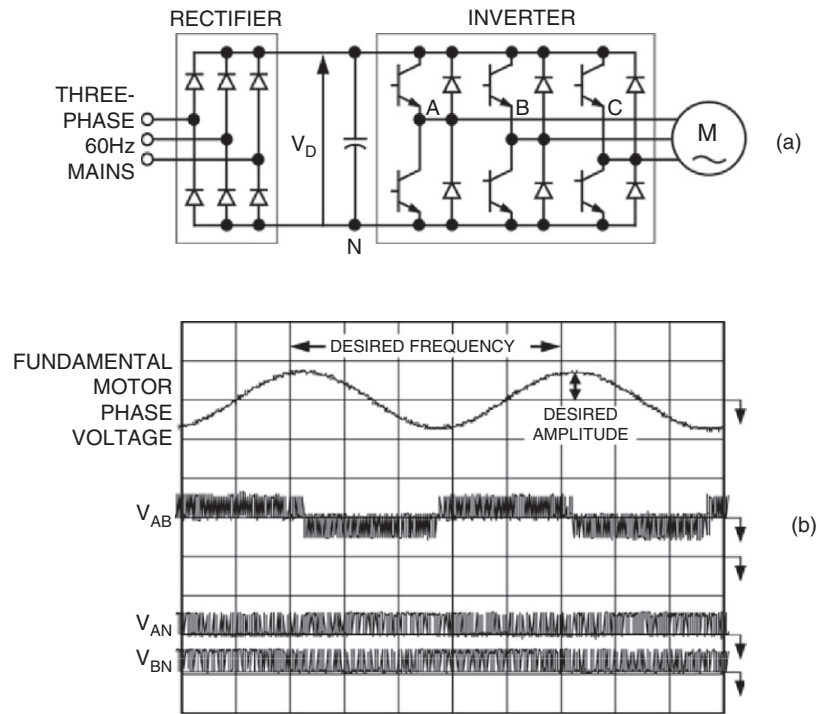 RECTIFIER
INVERTER
THREE-
PHASE
60Hz
MAINS
V_D
N
A
B
C
M
(a)
FUNDAMENTAL
MOTOR
PHASE
VOLTAGE
DESIRED FREQUENCY
DESIRED
AMPLITUDE
V_AB
(b)
V_AN
V_BN